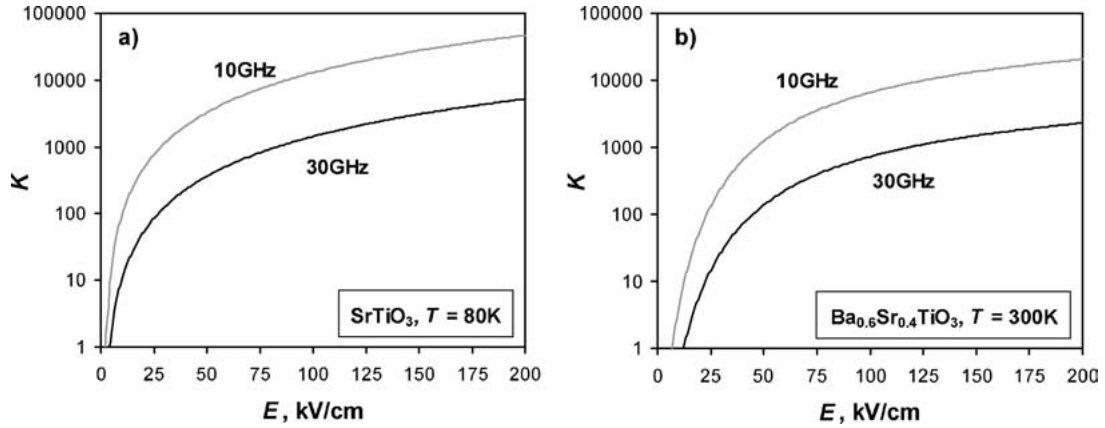 a)
100000
10000
1000
100
10
1
K
10GHz
30GHz
SrTiO₃, T = 80K
0 25 50 75 100 125 150 175 200
E , kV/cm
b)
100000
10000
1000
100
10
1
K
10GHz
30GHz
Ba₀.₆Sr₀.₄TiO₃, T = 300K
0 25 50 75 100 125 150 175 200
E , kV/cm